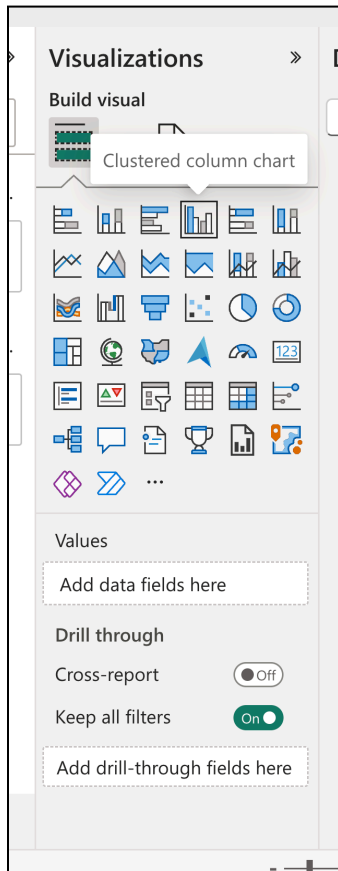 Visualizations
Build visual
Clustered column chart
123
Values
Add data fields here
Drill through
Cross-report
Off
Keep all filters
On
Add drill-through fields here